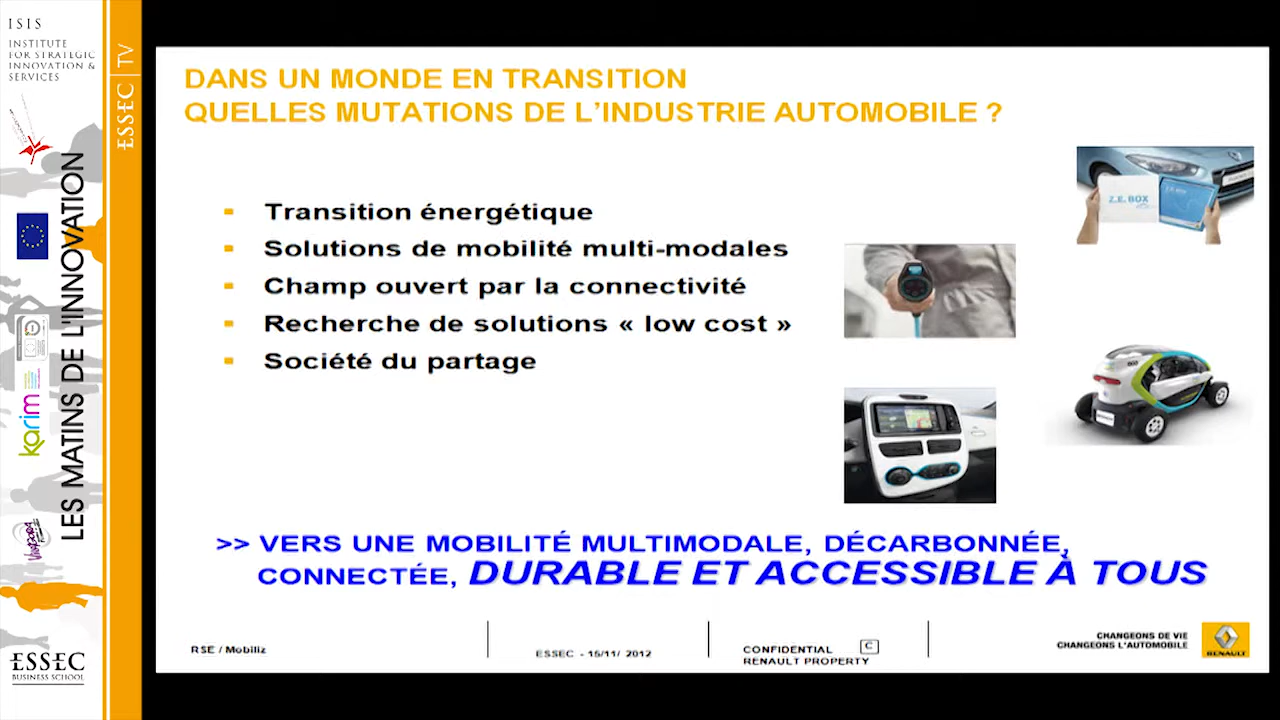 ISIS
INSTITUTE
FOR STRATEGIC
INNOVATION &
SERVICES
ESSEC | TV
LES MATINS DE L'INNOVATION
karim
ESSEC
BUSINESS SCHOOL
DANS UN MONDE EN TRANSITION
QUELLES MUTATIONS DE L'INDUSTRIE AUTOMOBILE ?
Z.E. BOX
▪ Transition énergétique
▪ Solutions de mobilité multi-modales
▪ Champ ouvert par la connectivité
▪ Recherche de solutions « low cost »
▪ Société du partage
>> VERS UNE MOBILITÉ MULTIMODALE, DÉCARBONNÉE,
CONNECTÉE, DURABLE ET ACCESSIBLE À TOUS
RSE / Mobiliz
ESSEC - 15/11/ 2012
CONFIDENTIAL C
RENAULT PROPERTY
CHANGEONS DE VIE
CHANGEONS L'AUTOMOBILE
RENAULT